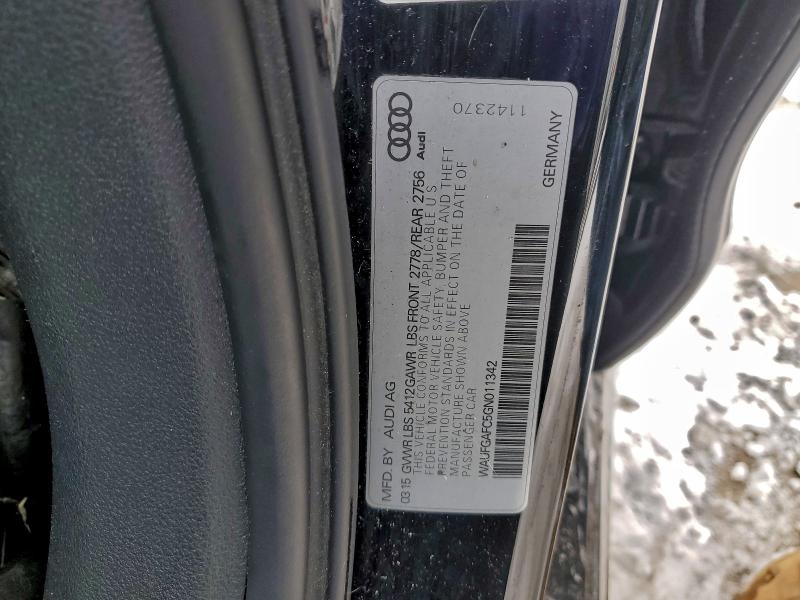 MFD. BY AUDI AG
03 15 GVWR LBS 5412 GAWR LBS FRONT 2778/REAR 2756
THIS VEHICLE CONFORMS TO ALL APPLICABLE U S
FEDERAL MOTOR VEHICLE SAFETY, BUMPER AND THEFT
PREVENTION STANDARDS IN EFFECT ON THE DATE OF
MANUFACTURE SHOWN ABOVE
PASSENGER CAR
WAUFGAFC5GN011342
Audi
1142370
GERMANY